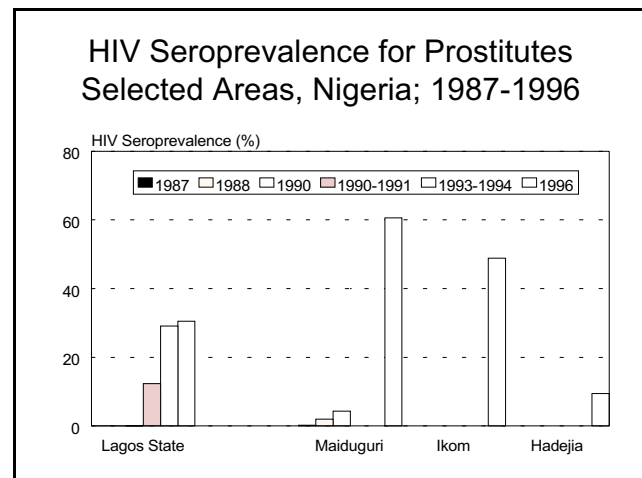 HIV Seroprevalence for Prostitutes
Selected Areas, Nigeria; 1987-1996
HIV Seroprevalence (%)
80
1987 1988 1990 1990-1991 1993-1994 1996
60
40
20
0
Lagos State Maiduguri Ikom Hadejia